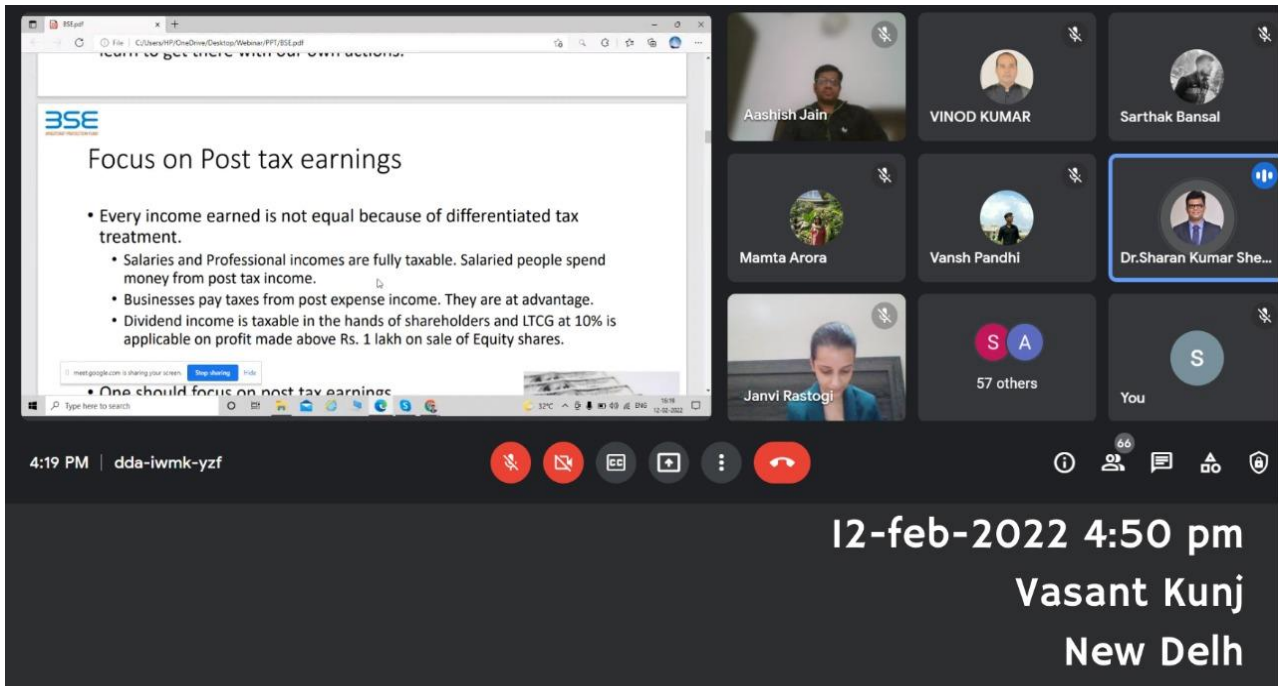 BSE.pdf
File | C:/Users/HP/OneDrive/Desktop/Webinar/PPT/BSE.pdf
learn to get there with our own actions.
BSE
Focus on Post tax earnings
• Every income earned is not equal because of differentiated tax
treatment.
• Salaries and Professional incomes are fully taxable. Salaried people spend
money from post tax income.
• Businesses pay taxes from post expense income. They are at advantage.
• Dividend income is taxable in the hands of shareholders and LTCG at 10% is
applicable on profit made above Rs. 1 lakh on sale of Equity shares.
meet.google.com is sharing your screen. Stop sharing Hide
• One should focus on post tax earnings
Type here to search
32°C ENG 16:19
12-02-2022
Aashish Jain
VINOD KUMAR
Sarthak Bansal
Mamta Arora
Vansh Pandhi
Dr.Sharan Kumar She...
Janvi Rastogi
S A
57 others
S
You
4:19 PM | dda-iwmk-yzf
CC
66
12-feb-2022 4:50 pm
Vasant Kunj
New Delh